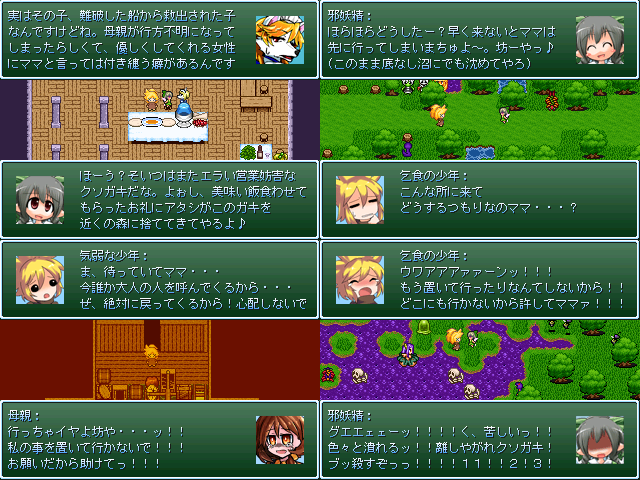 実はその子、難破した船から救出された子
なんですけどね。母親が行方不明になって
しまったらしくて、優しくしてくれる女性
にママと言っては付き纏う癖があるんです
ほーう？そいつはまたエラい営業妨害な
クソガキだな。よぉし、美味い飯食わせて
もらったお礼にアタシがこのガキを
近くの森に捨ててきてやるよ♪
気弱な少年：
ま、待っていてママ・・・
今誰か大人の人を呼んでくるから・・・
ぜ、絶対に戻ってくるから！心配しないで
母親：
行っちゃイヤよ坊や・・・ッ！！
私の事を置いて行かないで！！！
お願いだから助けてっ！！！
邪妖精：
ほらほらどうしたー？早く来ないとママは
先に行ってしまいまちゅよ～。坊ーやっ♪
（このまま底なし沼にでも沈めてやろ）
乞食の少年：
こんな所に来て
どうするつもりなのママ・・・？
乞食の少年：
ウワアアアァァーンッ！！！
もう置いて行ったりなんてしないから！！
どこにも行かないから許してママァ！！！
邪妖精：
グエエェェーッ！！！！く、苦しいっ！！
色々と潰れるッ！！離しやがれクソガキ！
ブッ殺すぞっっ！！！！１１！！２！３！